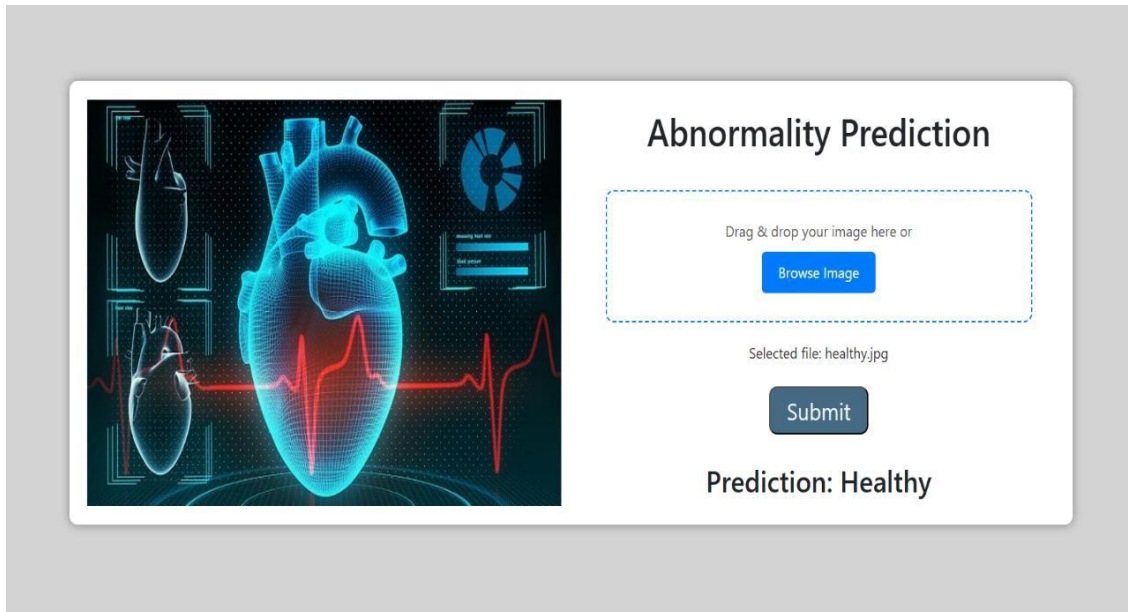 Abnormality Prediction
Drag & drop your image here or
Browse Image
Selected file: healthy.jpg
Submit
Prediction: Healthy